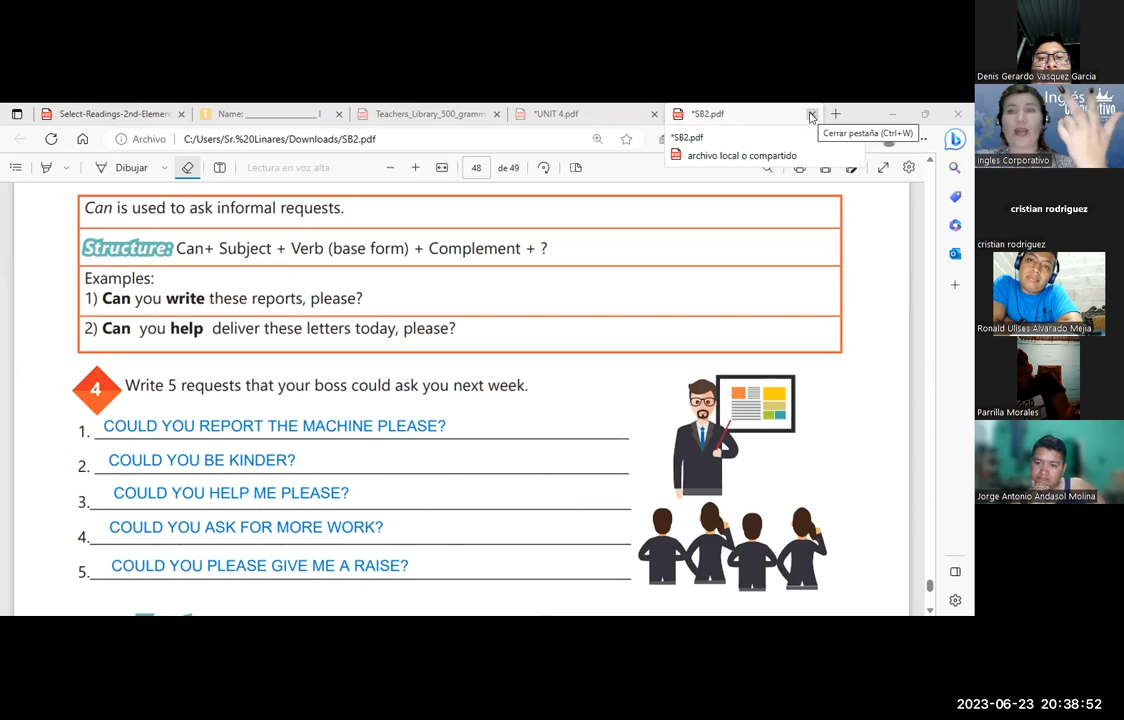 Select-Readings-2nd-Elemen
Name: ____________ I
Teachers_Library_500_gramm
*UNIT 4.pdf
*SB2.pdf
Archivo
C:/Users/Sr.%20Linares/Downloads/SB2.pdf
*SB2.pdf
archivo local o compartido
Cerrar pestaña (Ctrl+W)
Dibujar
Lectura en voz alta
48
de 49
Can is used to ask informal requests.
Structure: Can+ Subject + Verb (base form) + Complement + ?
Examples:
1) Can you write these reports, please?
2) Can you help deliver these letters today, please?
4 Write 5 requests that your boss could ask you next week.
1. COULD YOU REPORT THE MACHINE PLEASE?
2. COULD YOU BE KINDER?
3. COULD YOU HELP ME PLEASE?
4. COULD YOU ASK FOR MORE WORK?
5. COULD YOU PLEASE GIVE ME A RAISE?
Denis Gerardo Vasquez Garcia
Inglés
Ingles Corporativo
cristian rodriguez
cristian rodriguez
Ronald Ulises Alvarado Mejia
Parrilla Morales
Jorge Antonio Andasol Molina
2023-06-23 20:38:52